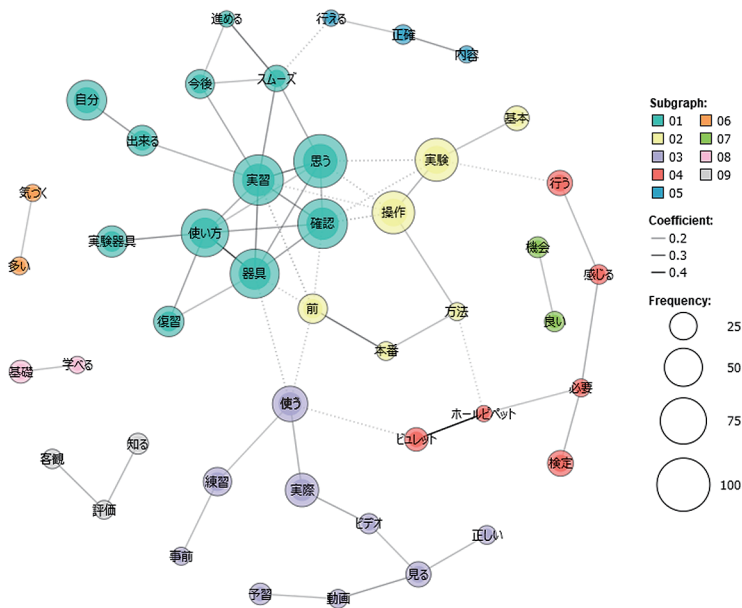 進める
行える
正確
内容
今後
スムーズ
自分
出来る
基本
思う
実験
実習
行う
気づく
操作
確認
実験器具
使い方
機会
多い
器具
感じる
前
方法
復習
良い
本番
基礎
学べる
必要
使う
ホールピペット
ビュレット
知る
客観
検定
練習
実際
評価
ビデオ
正しい
事前
見る
予習
動画
Subgraph:
01 06
02 07
03 08
04 09
05
Coefficient:
0.2
0.3
0.4
Frequency:
25
50
75
100